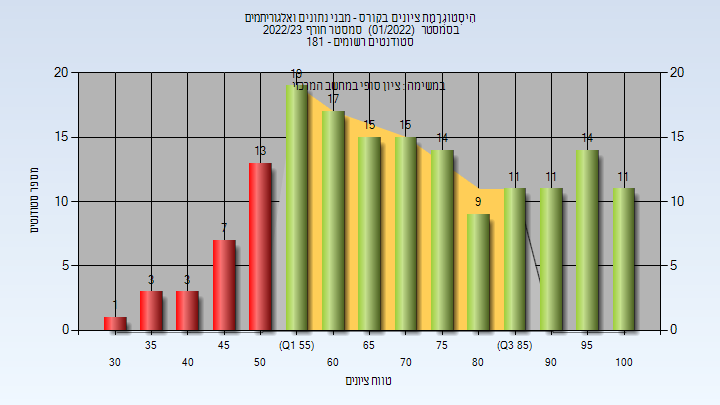 היסטוגרמת ציונים בקורס - מבני נתונים ואלגוריתמים
בסמסטר (01/2022) סמסטר חורף 2022/23
סטודנטים רשומים - 181
במשימה : ציון סופי במחשב המרכזי
מספר סטודנטים
20 15 10 5 0
20 15 10 5 0
1 3 3 7 13 19 17 15 15 14 9 11 11 14 11
35 45 (Q1 55) 65 75 (Q3 85) 95
30 40 50 60 70 80 90 100
טווח ציונים